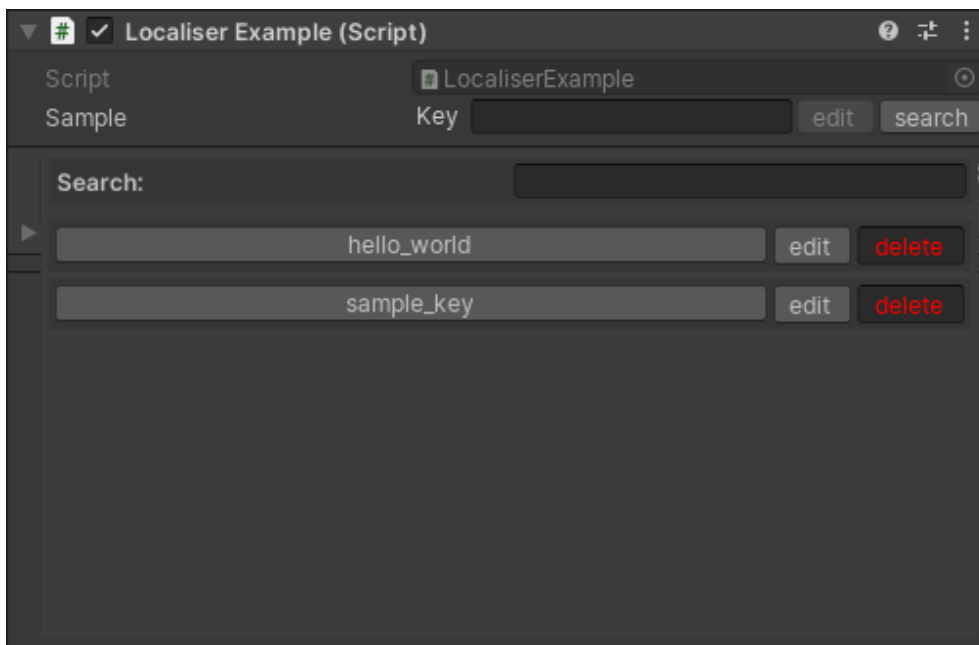 # Localiser Example (Script) ?
Script # LocaliserExample
Sample Key edit search
Search:
hello_world edit delete
sample_key edit delete